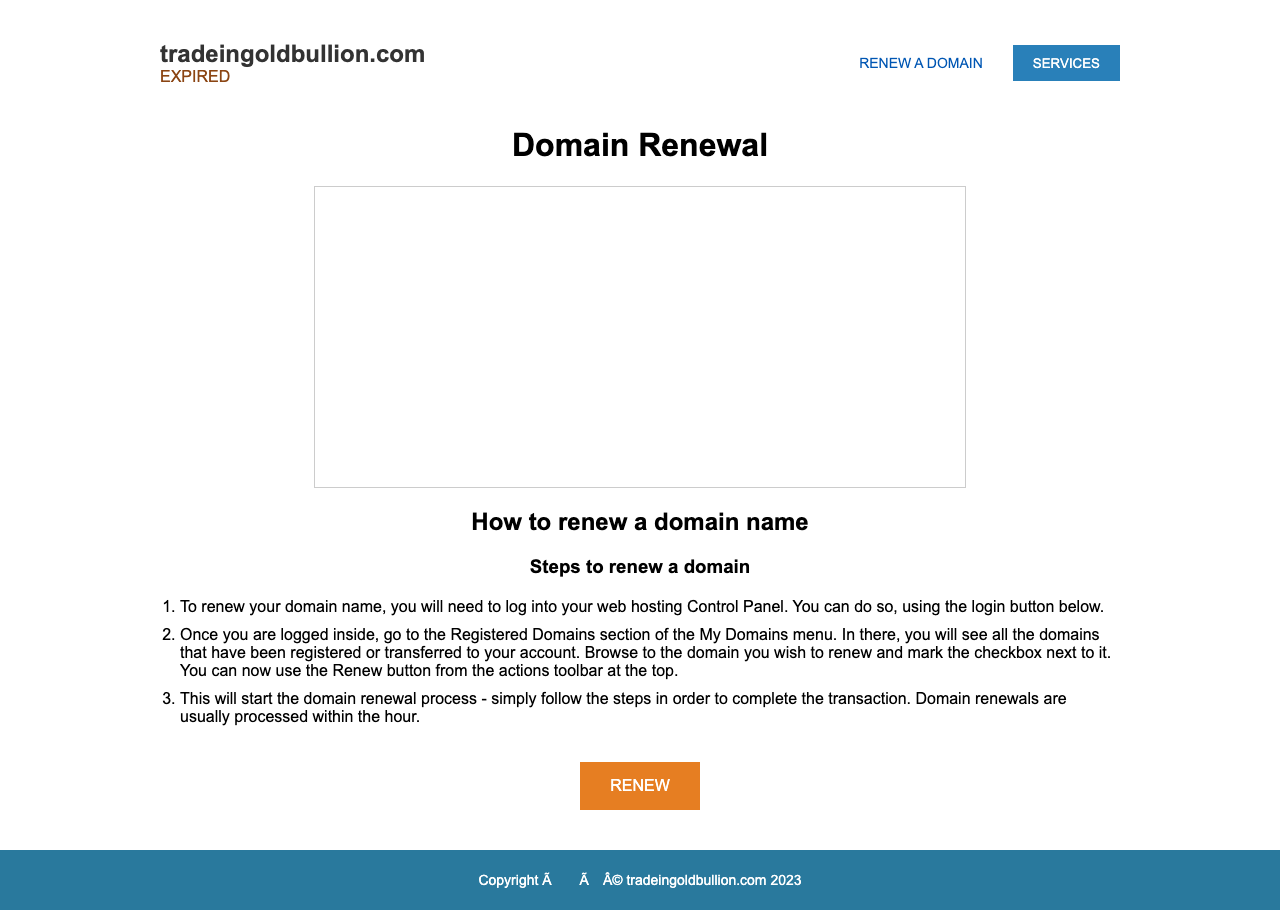 tradeingoldbullion.com
EXPIRED
RENEW A DOMAIN
SERVICES
Domain Renewal
How to renew a domain name
Steps to renew a domain
1. To renew your domain name, you will need to log into your web hosting Control Panel. You can do so, using the login button below.
2. Once you are logged inside, go to the Registered Domains section of the My Domains menu. In there, you will see all the domains
that have been registered or transferred to your account. Browse to the domain you wish to renew and mark the checkbox next to it.
You can now use the Renew button from the actions toolbar at the top.
3. This will start the domain renewal process - simply follow the steps in order to complete the transaction. Domain renewals are
usually processed within the hour.
RENEW
Copyright Ã Ã Â© tradeingoldbullion.com 2023